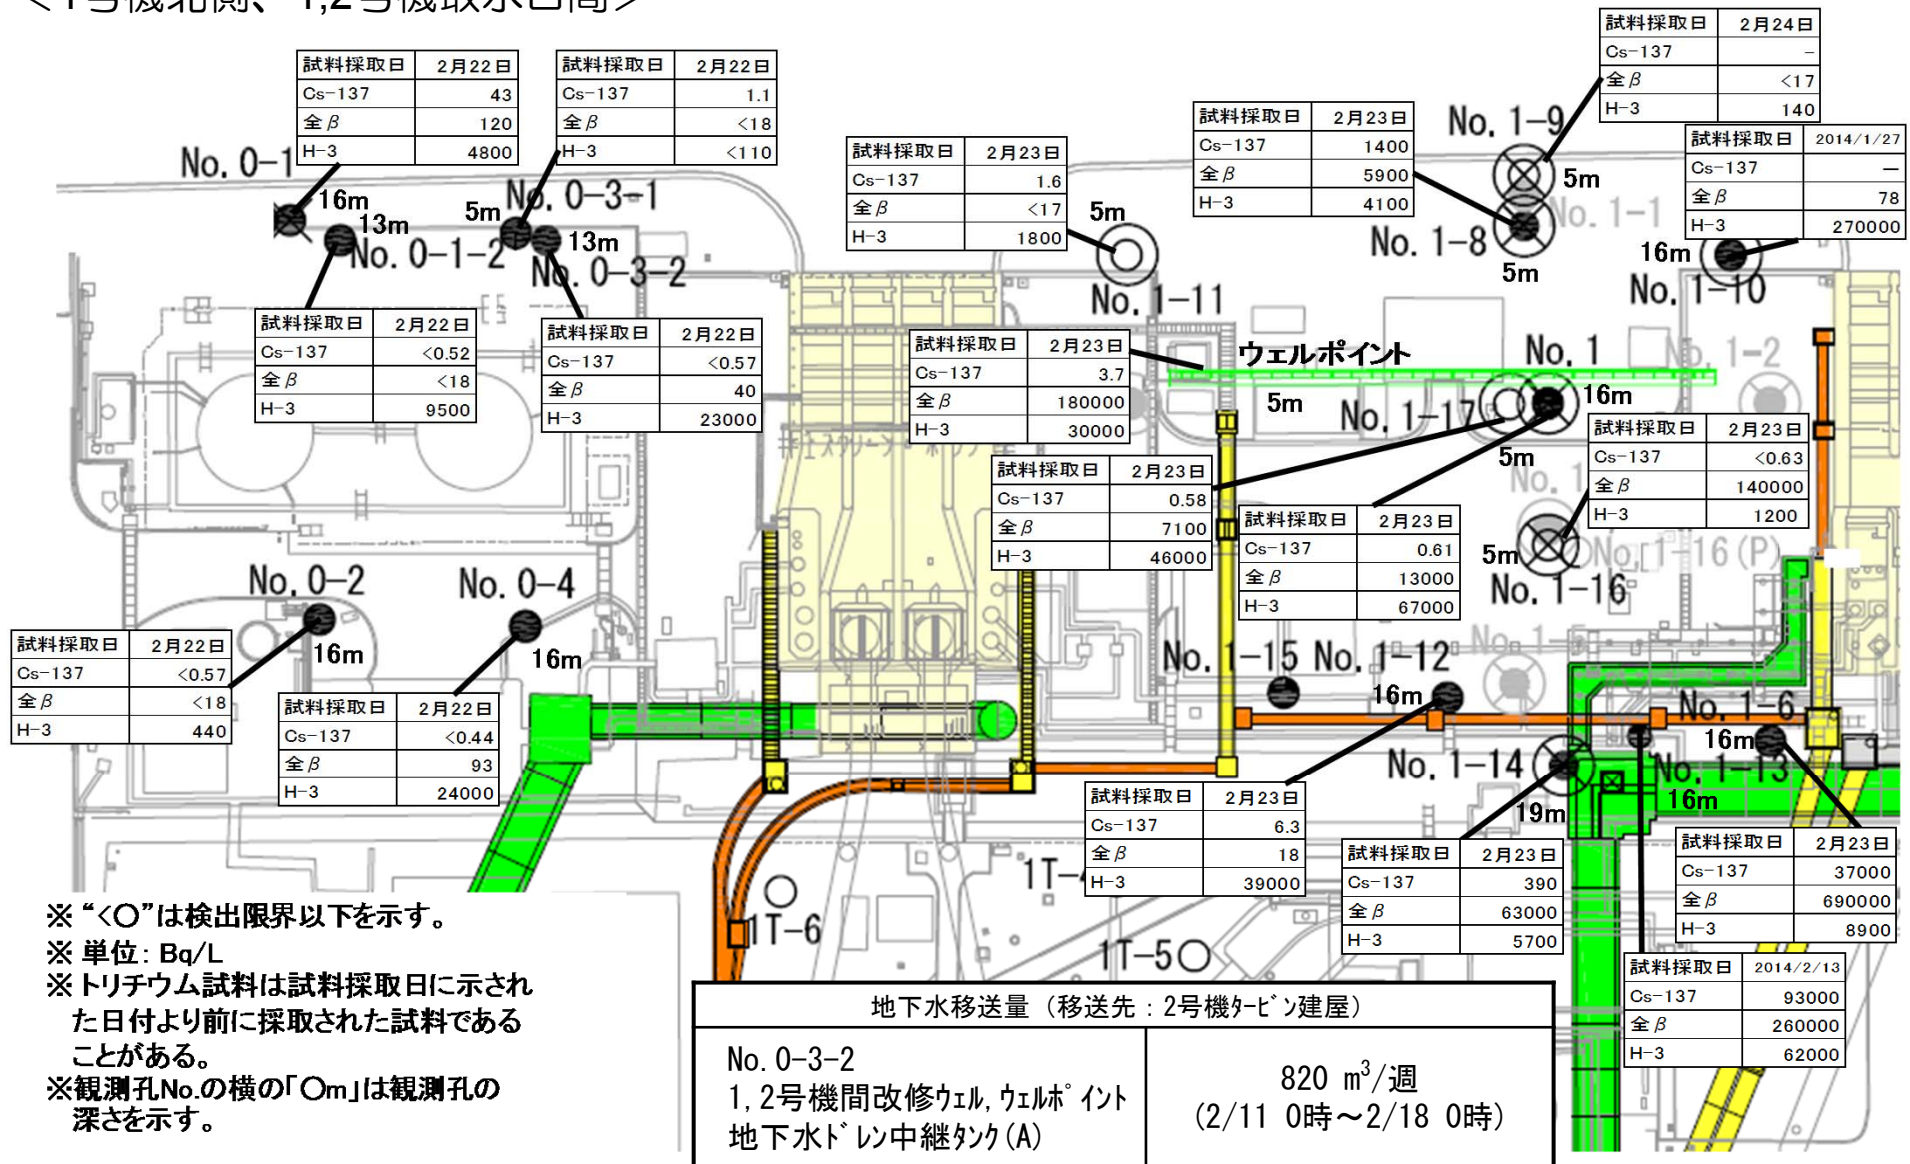 <1号機北側、1,2号機取水口間>
試料採取日 2月24日
Cs-137 -
全β <17
H-3 140
試料採取日 2月22日
Cs-137 43
全β 120
H-3 4800
試料採取日 2月22日
Cs-137 1.1
全β <18
H-3 <110
試料採取日 2月23日
Cs-137 1400
全β 5900
H-3 4100
試料採取日 2014/1/27
Cs-137 —
全β 78
H-3 270000
試料採取日 2月23日
Cs-137 1.6
全β <17
H-3 1800
No. 0-1
16m
13m
No. 0-1-2
5m
No. 0-3-1
13m
No. 0-3-2
5m
No. 1-11
No. 1-9
5m
No. 1-1
No. 1-8
5m
16m
No. 1-10
試料採取日 2月22日
Cs-137 <0.52
全β <18
H-3 9500
試料採取日 2月22日
Cs-137 <0.57
全β 40
H-3 23000
試料採取日 2月23日
Cs-137 3.7
全β 180000
H-3 30000
ウェルポイント
5m
No. 1
16m
No. 1-2
No. 1-17
5m
試料採取日 2月23日
Cs-137 <0.63
全β 140000
H-3 1200
試料採取日 2月23日
Cs-137 0.58
全β 7100
H-3 46000
試料採取日 2月23日
Cs-137 0.61
全β 13000
H-3 67000
5m
No. 1-16(P)
No. 1-16
No. 0-2
16m
No. 0-4
16m
No. 1-5
No. 1-15
No. 1-12
16m
No. 1-6
16m
No. 1-14
19m
No. 1-13
16m
試料採取日 2月22日
Cs-137 <0.57
全β <18
H-3 440
試料採取日 2月22日
Cs-137 <0.44
全β 93
H-3 24000
試料採取日 2月23日
Cs-137 6.3
全β 18
H-3 39000
試料採取日 2月23日
Cs-137 390
全β 63000
H-3 5700
試料採取日 2月23日
Cs-137 37000
全β 690000
H-3 8900
試料採取日 2014/2/13
Cs-137 93000
全β 260000
H-3 62000
1T-6
1T-5
※ “<○”は検出限界以下を示す。
※ 単位: Bq/L
※ トリチウム試料は試料採取日に示され
た日付より前に採取された試料である
ことがある。
※観測孔No.の横の「○m」は観測孔の
深さを示す。
地下水移送量（移送先：2号機ﾀｰﾋﾞﾝ建屋）
No. 0-3-2
1, 2号機間改修ｳｪﾙ, ｳｪﾙﾎﾟｲﾝﾄ
地下水ﾄﾞﾚﾝ中継ﾀﾝｸ(A)
820 m³/週
(2/11 0時～2/18 0時)